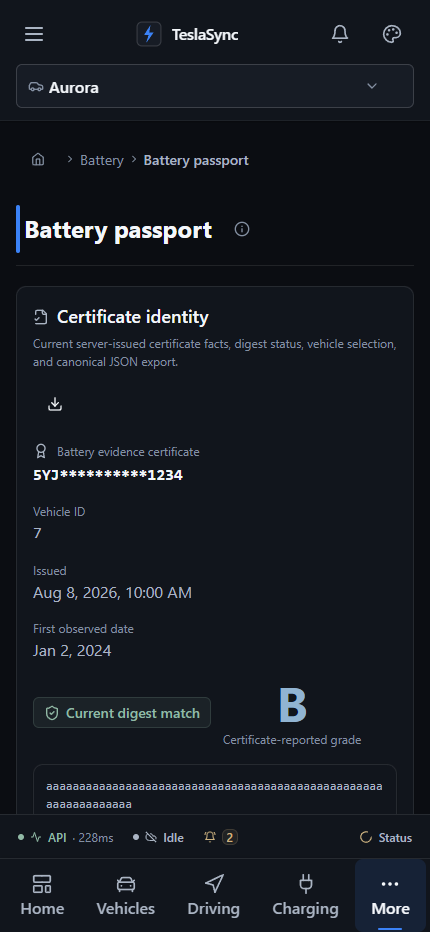 TeslaSync
Aurora
Battery
Battery passport
Battery passport
Certificate identity
Current server-issued certificate facts, digest status, vehicle selection,
and canonical JSON export.
Battery evidence certificate
5YJ**********1234
Vehicle ID
7
Issued
Aug 8, 2026, 10:00 AM
First observed date
Jan 2, 2024
Current digest match
B
Certificate-reported grade
aaaaaaaaaaaaaaaaaaaaaaaaaaaaaaaaaaaaaaaaaaaaaaaaaaa
aaaaaaaaaaaaa
API · 228ms
Idle
2
Status
Home
Vehicles
Driving
Charging
More